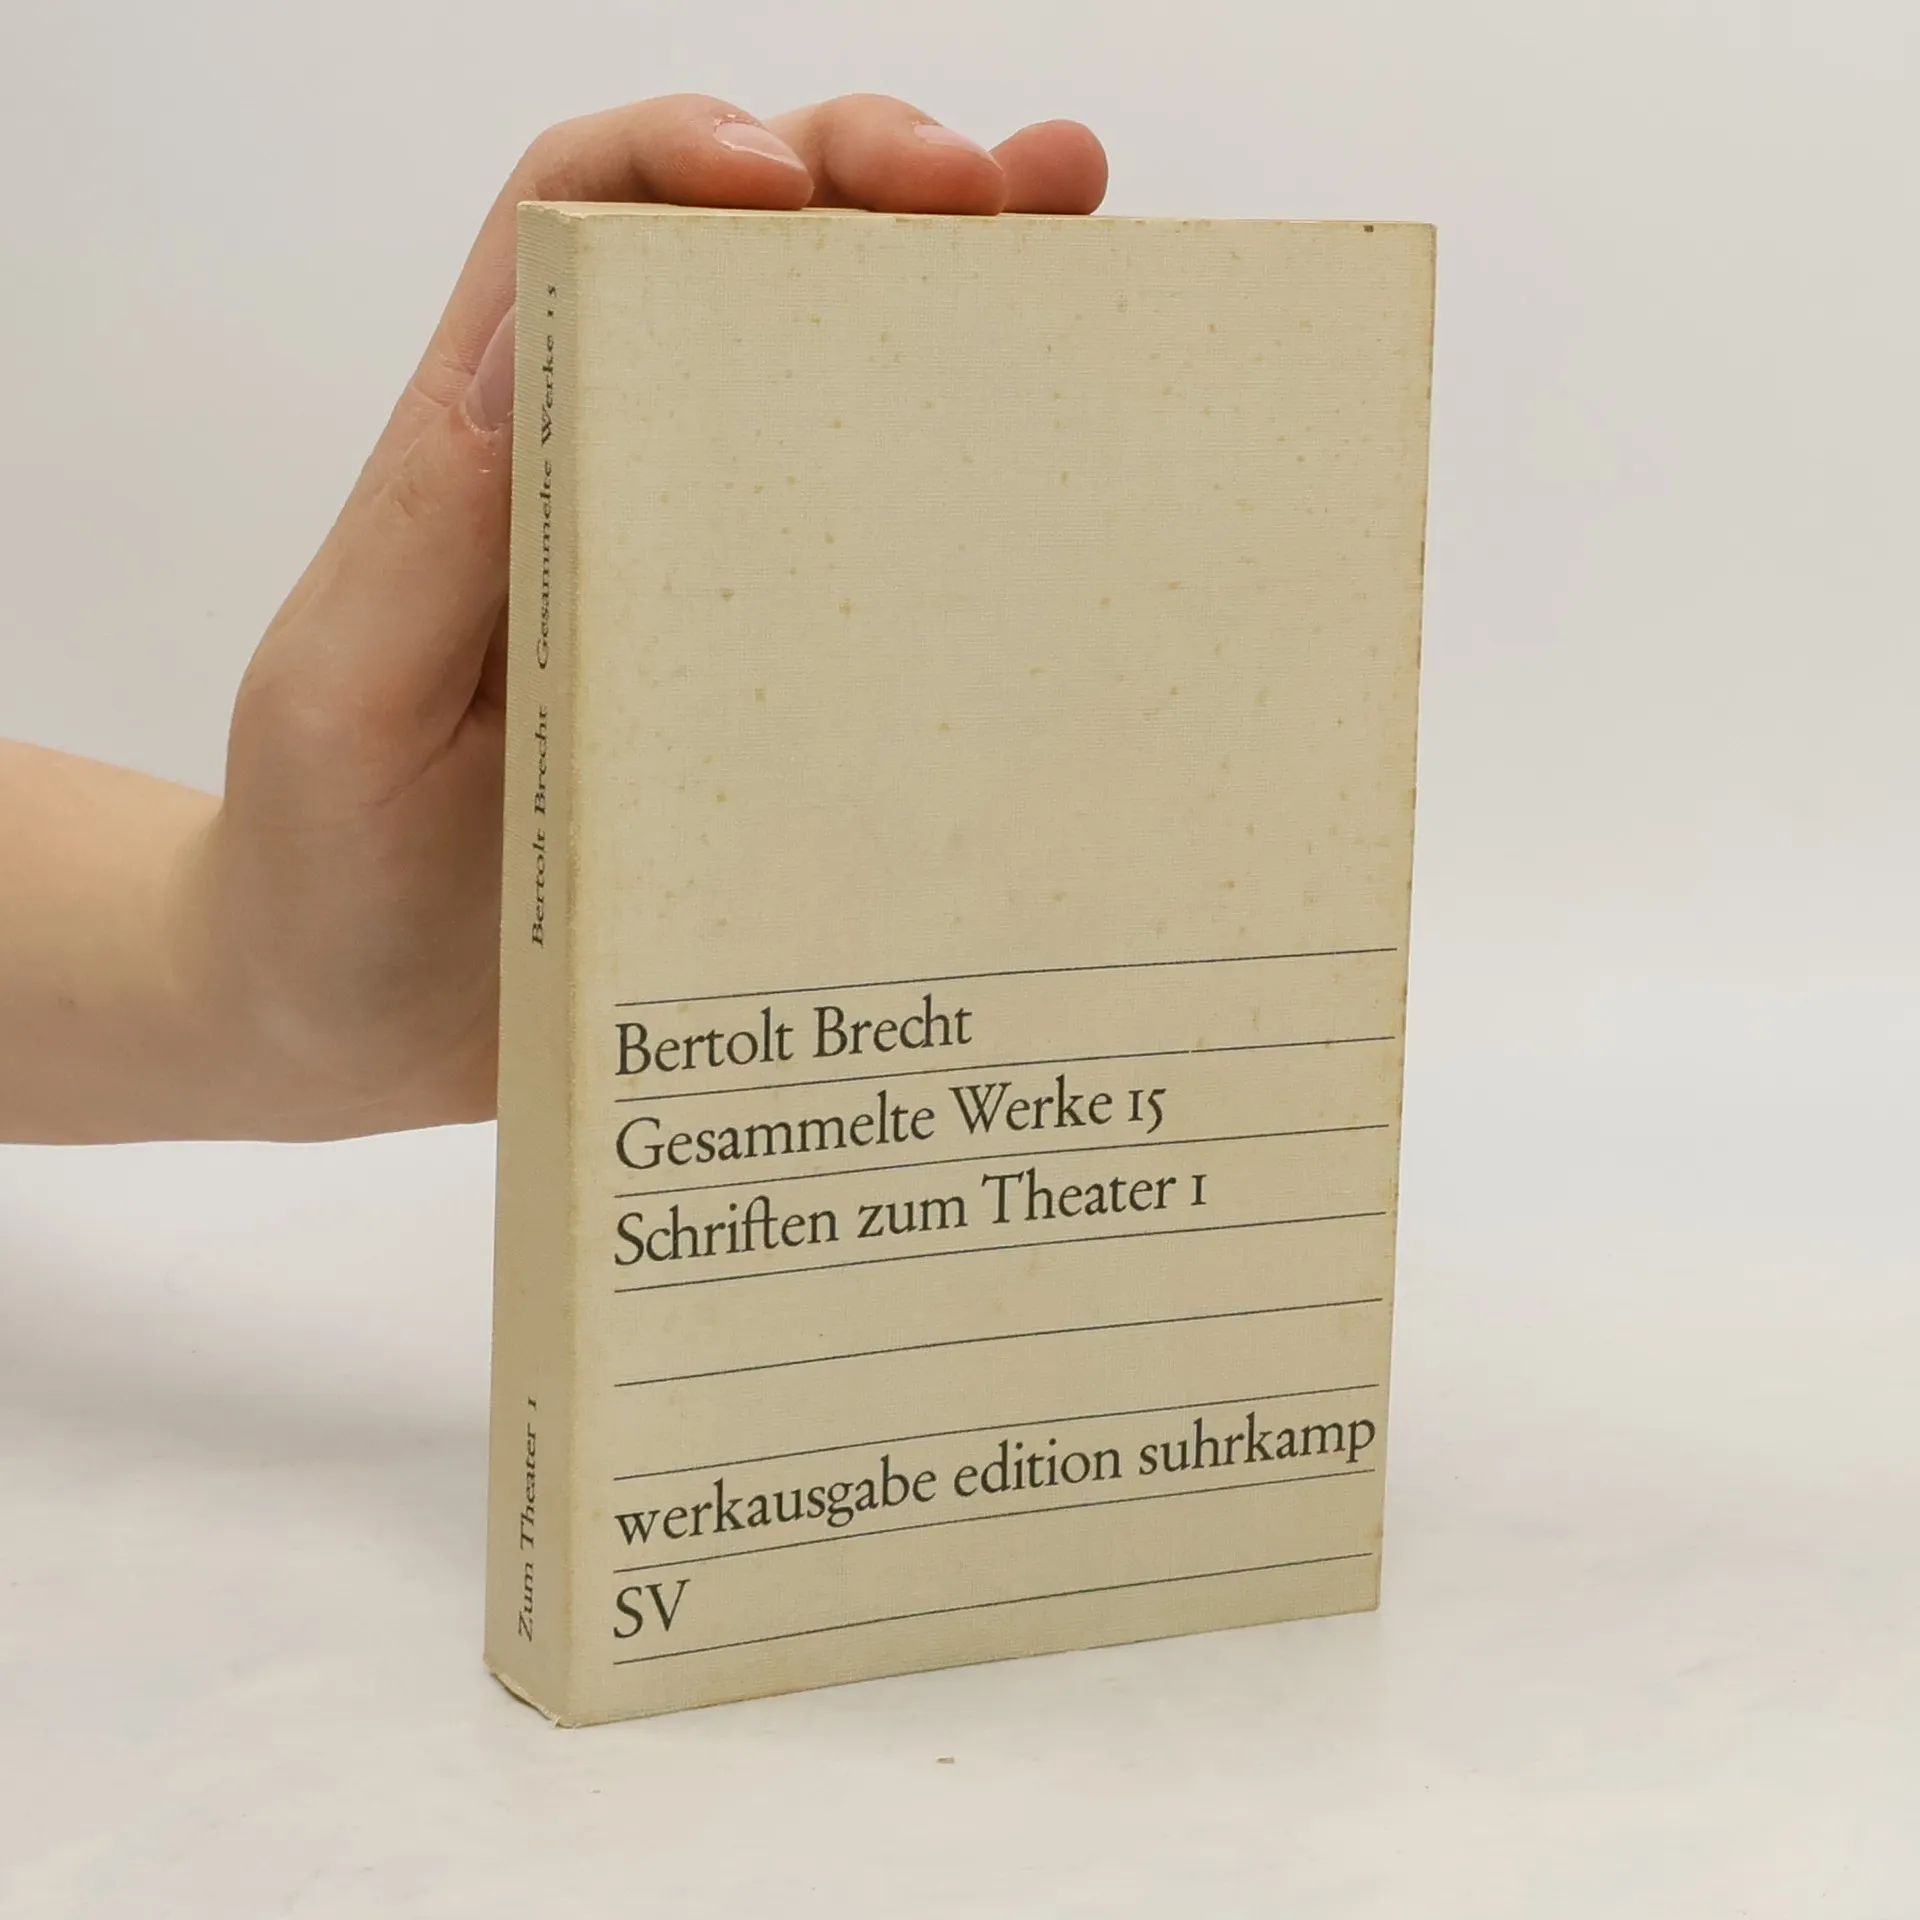 Bertolt Brecht
Gesammelte Werke 15
Schriften zum Theater 1
werkausgabe edition suhrkamp
SV
Bertolt Brecht Gesammelte Werke 15
Zum Theater 1